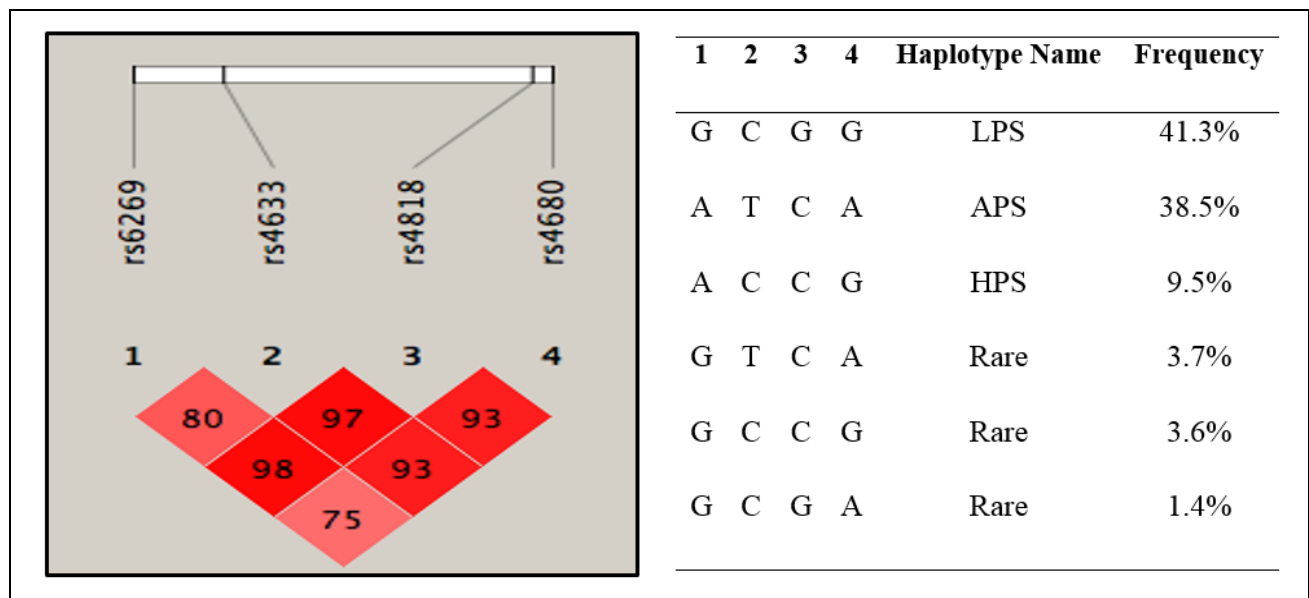 rs6269
rs4633
rs4818
rs4680
1 2 3 4
80 97 93
98 93
75
1 2 3 4 Haplotype Name Frequency
G C G G LPS 41.3%
A T C A APS 38.5%
A C C G HPS 9.5%
G T C A Rare 3.7%
G C C G Rare 3.6%
G C G A Rare 1.4%